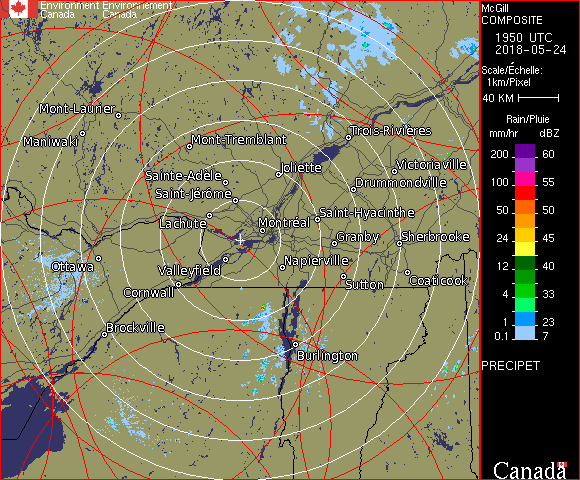 Environment Environnement
Canada Canada
McGill
COMPOSITE
1950 UTC
2018-05-24
Scale/Échelle:
1km/Pixel
40 KM
Rain/Pluie
mm/hr dBZ
200 60
150 57
100 55
50 50
24 45
12 40
4 33
1 23
0.1 7
PRECIPET
Canada
Mont-Laurier
Maniwaki
Mont-Tremblant
Trois-Rivières
Sainte-Adèle
Joliette
Victoriaville
Saint-Jérôme
Drummondville
Lachute
Montréal
Saint-Hyacinthe
Granby
Sherbrooke
Ottawa
Valleyfield
Napierville
Cornwall
Sutton
Coaticook
Brockville
Burlington